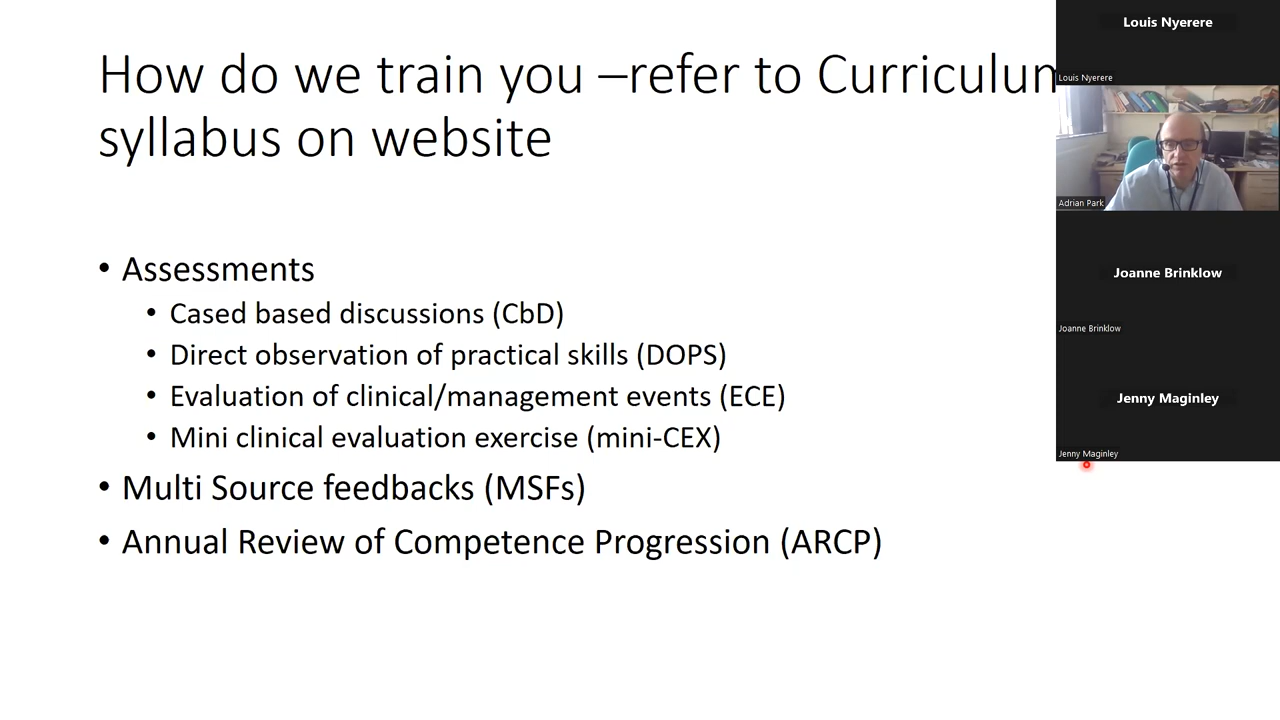 How do we train you –refer to Curriculum
syllabus on website
• Assessments
• Cased based discussions (CbD)
• Direct observation of practical skills (DOPS)
• Evaluation of clinical/management events (ECE)
• Mini clinical evaluation exercise (mini-CEX)
• Multi Source feedbacks (MSFs)
• Annual Review of Competence Progression (ARCP)
Louis Nyerere
Louis Nyerere
Adrian Park
Joanne Brinklow
Joanne Brinklow
Jenny Maginley
Jenny Maginley